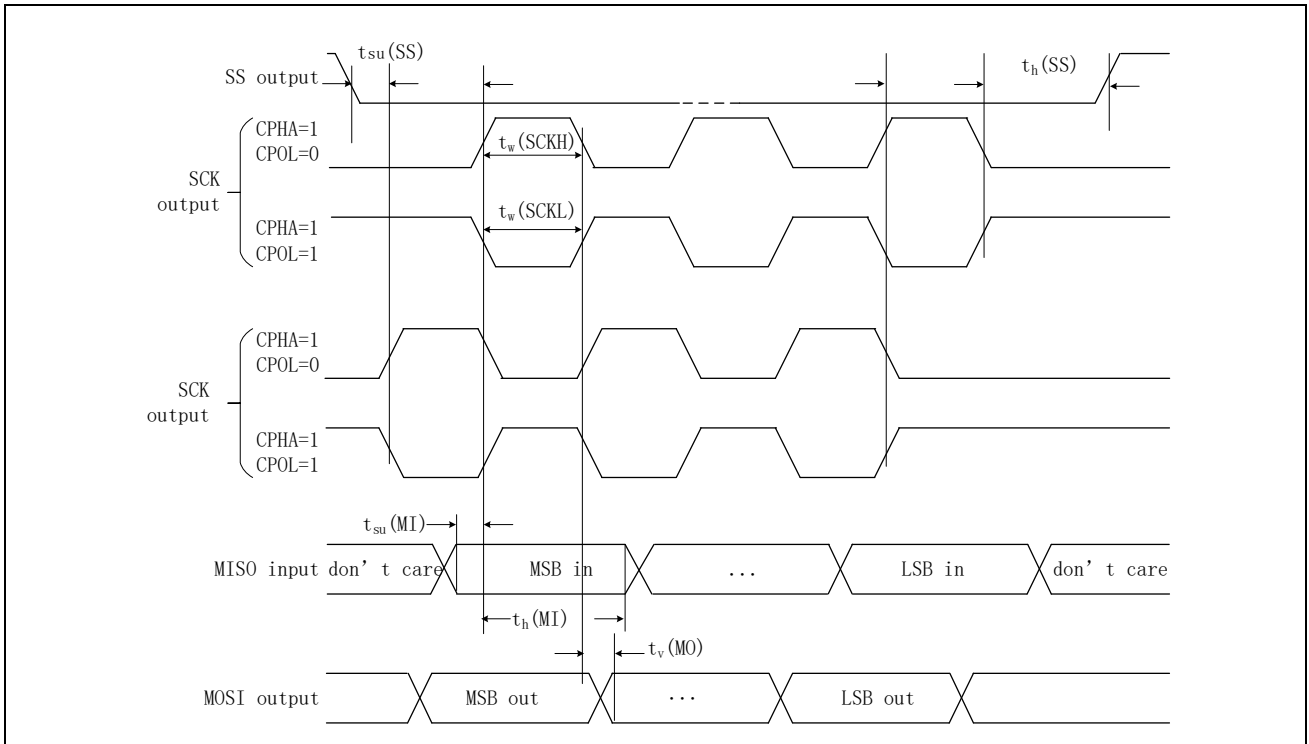 tsu(SS)
SS output
th(SS)
CPHA=1
CPOL=0
tw(SCKH)
SCK
output
tw(SCKL)
CPHA=1
CPOL=1
CPHA=1
CPOL=0
SCK
output
CPHA=1
CPOL=1
tsu(MI)
MISO input don't care MSB in ... LSB in don't care
th(MI)
tv(MO)
MOSI output MSB out ... LSB out